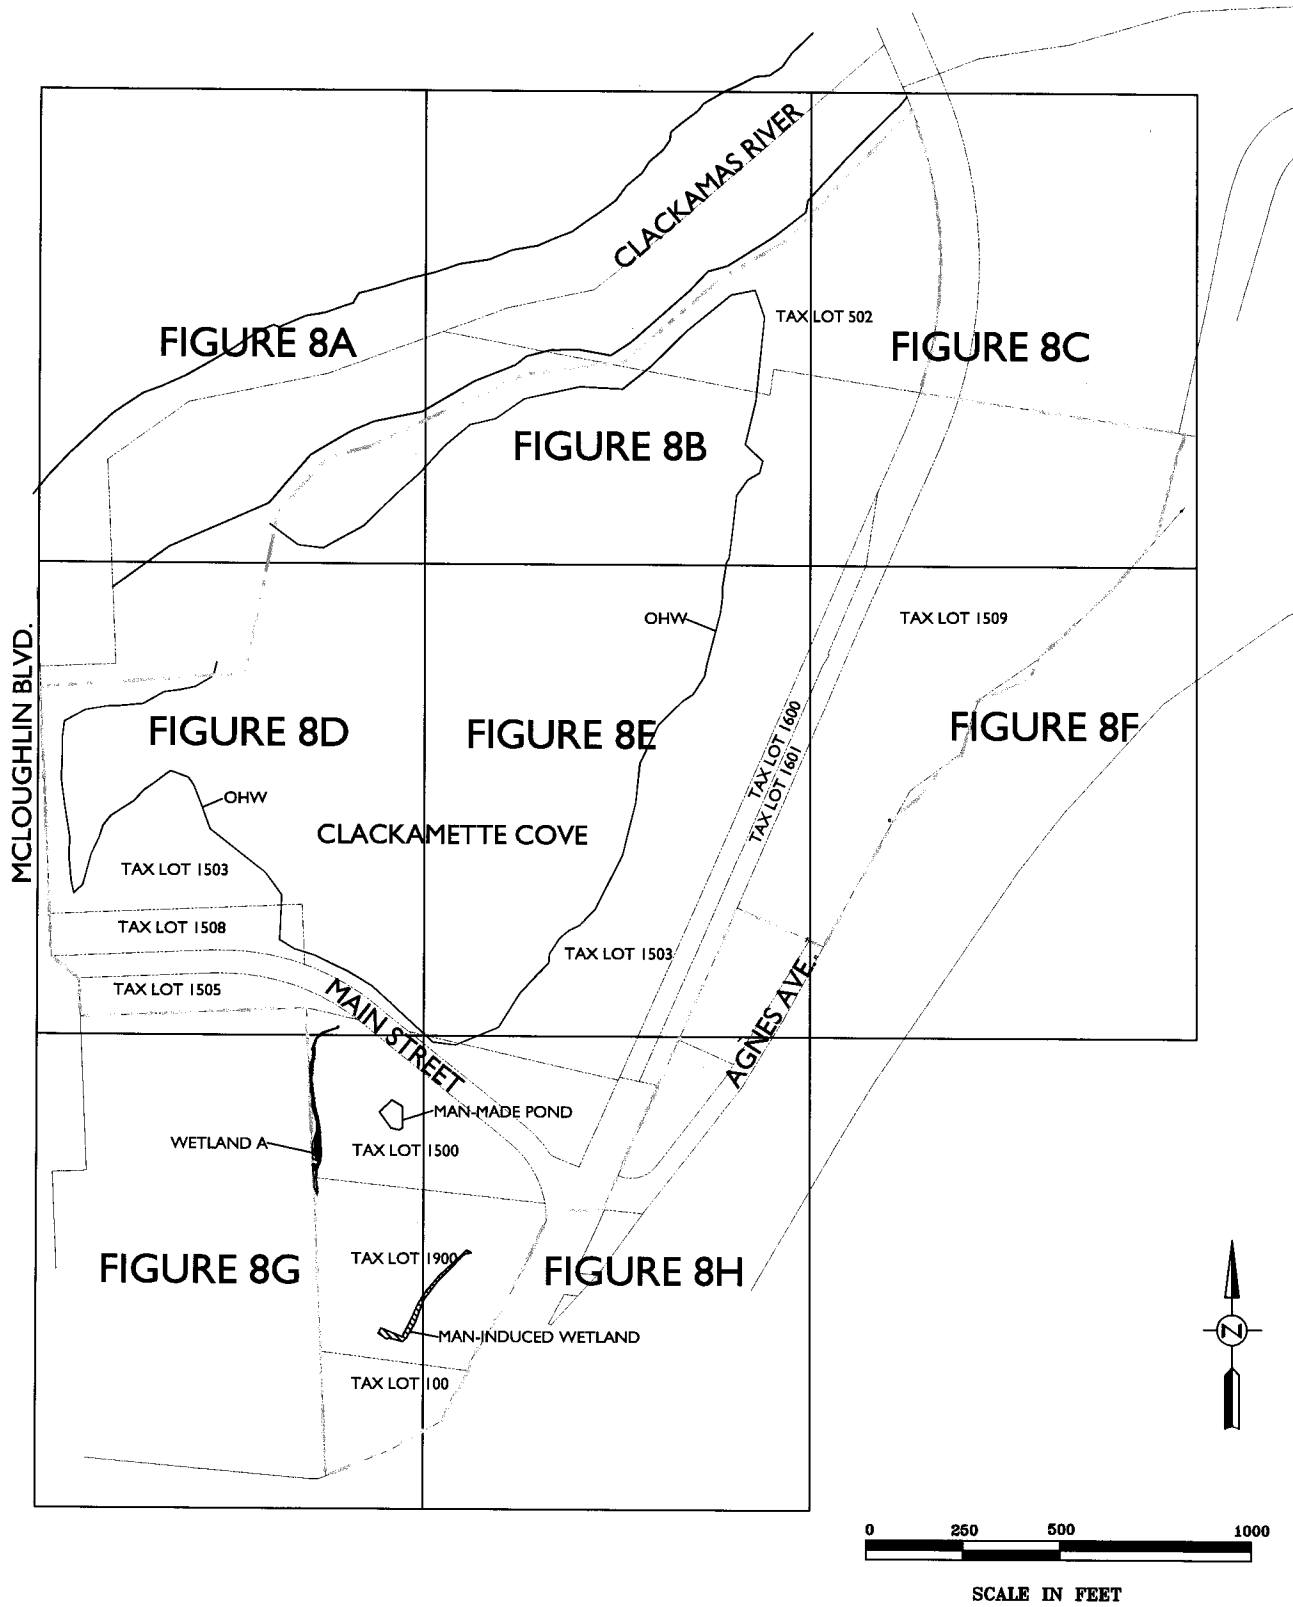 CLACKAMAS RIVER
TAX LOT 502
FIGURE 8A
FIGURE 8C
FIGURE 8B
MCLOUGHLIN BLVD.
OHW
TAX LOT 1509
FIGURE 8D
FIGURE 8E
TAX LOT 1600
TAX LOT 1601
FIGURE 8F
OHW
CLACKAMETTE COVE
TAX LOT 1503
TAX LOT 1508
TAX LOT 1503
TAX LOT 1505
MAIN STREET
AGNES AVE.
MAN-MADE POND
WETLAND A
TAX LOT 1500
TAX LOT 1900
FIGURE 8G
FIGURE 8H
MAN-INDUCED WETLAND
TAX LOT 100
N
0 250 500 1000
SCALE IN FEET